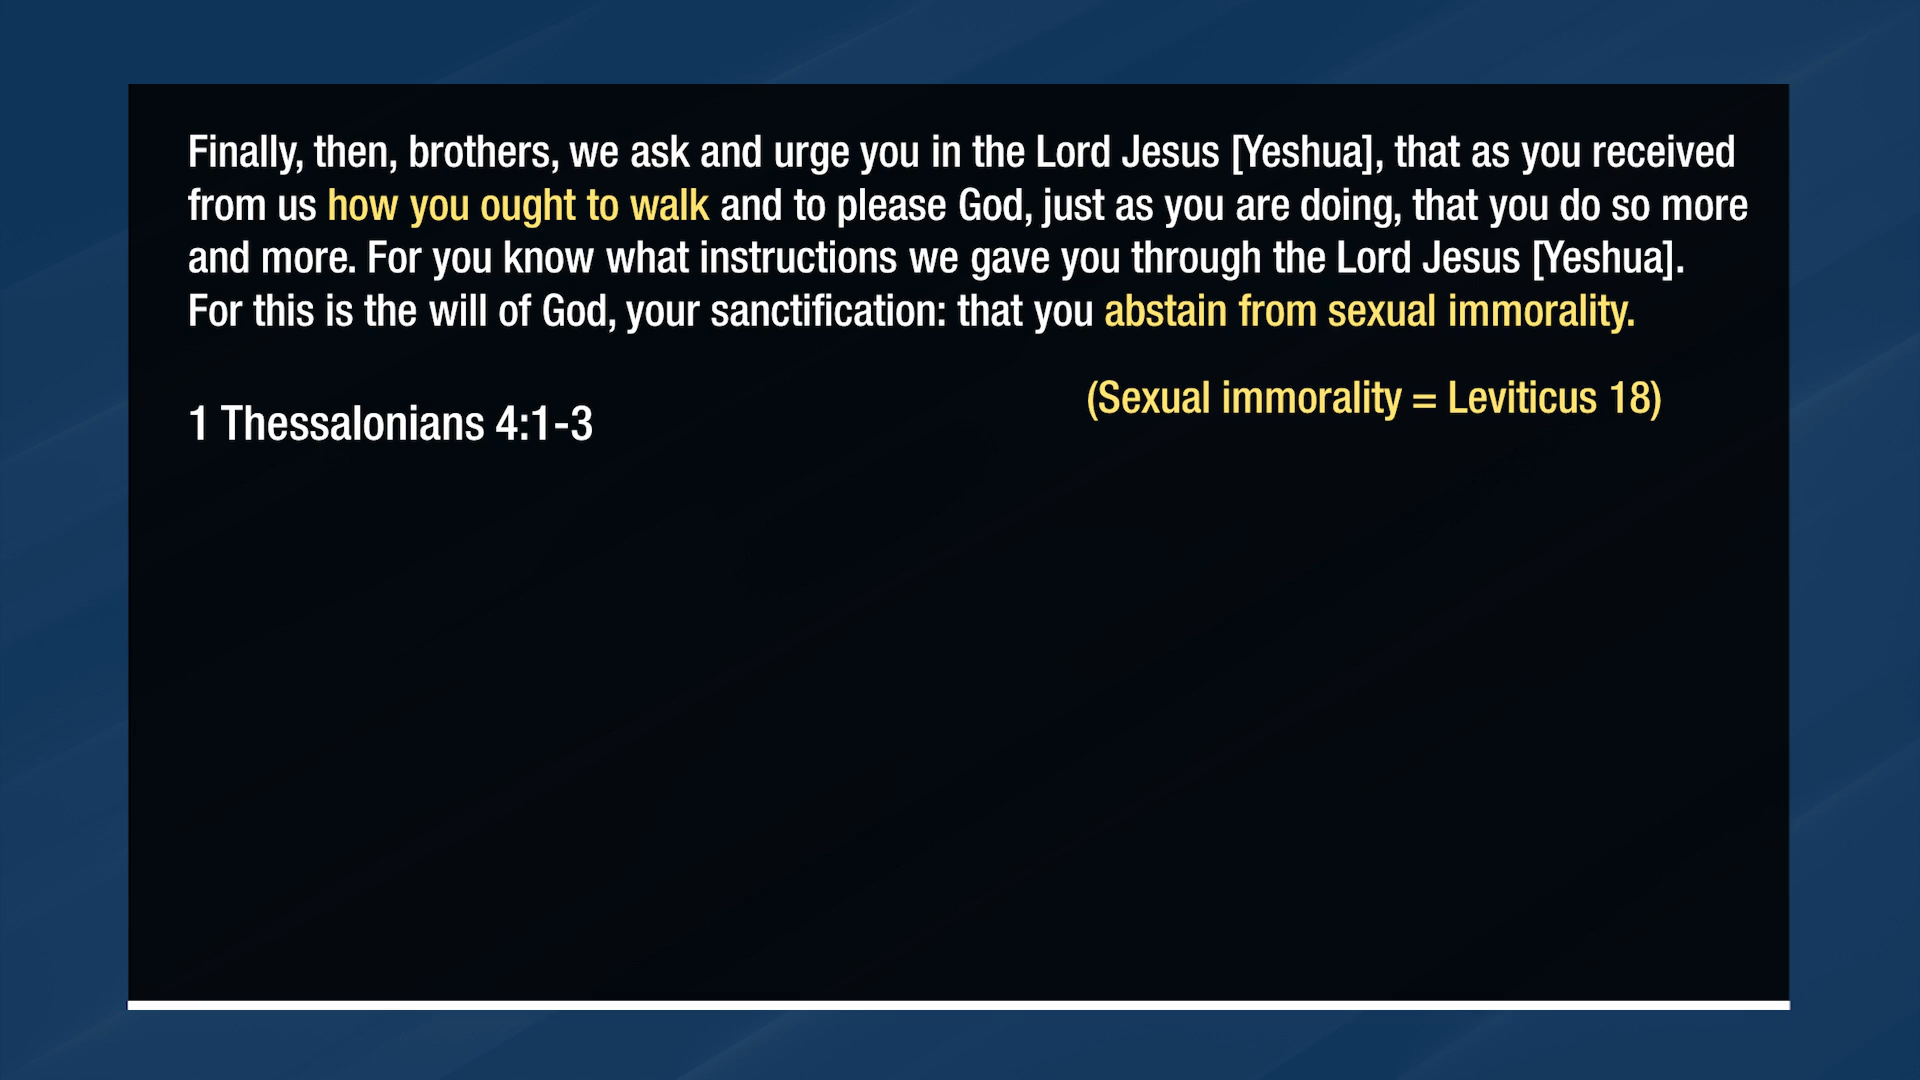 Finally, then, brothers, we ask and urge you in the Lord Jesus [Yeshua], that as you received
from us how you ought to walk and to please God, just as you are doing, that you do so more
and more. For you know what instructions we gave you through the Lord Jesus [Yeshua].
For this is the will of God, your sanctification: that you abstain from sexual immorality.
(Sexual immorality = Leviticus 18)
1 Thessalonians 4:1-3